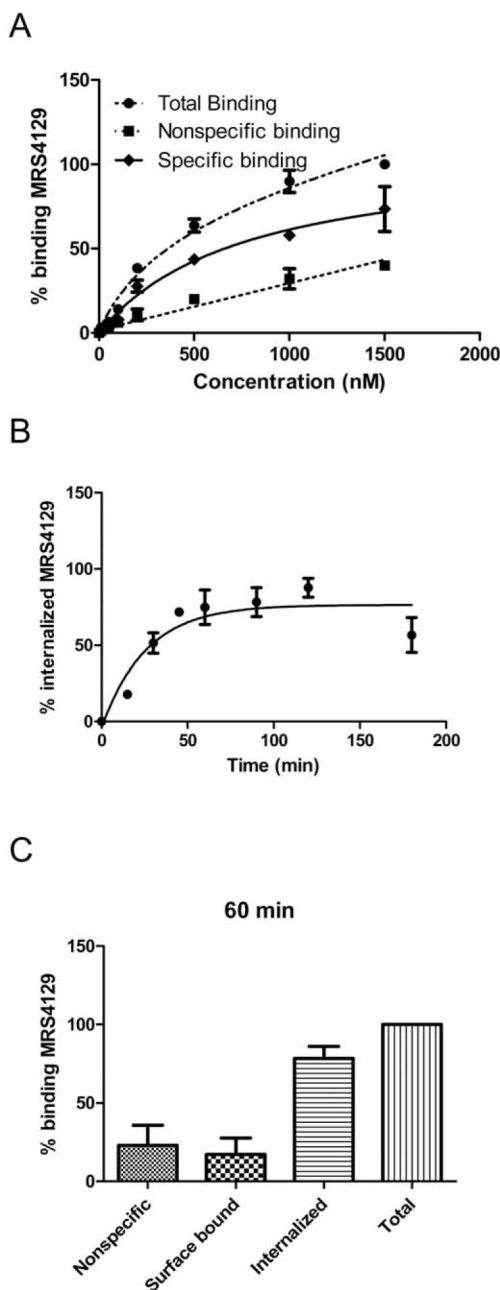 A
% binding MRS4129
150
100
50
0
Total Binding
Nonspecific binding
Specific binding
0
500
1000
1500
2000
Concentration (nM)
B
% internalized MRS4129
150
100
50
0
0
50
100
150
200
Time (min)
C
60 min
% binding MRS4129
150
100
50
0
Nonspecific
Surface bound
Internalized
Total